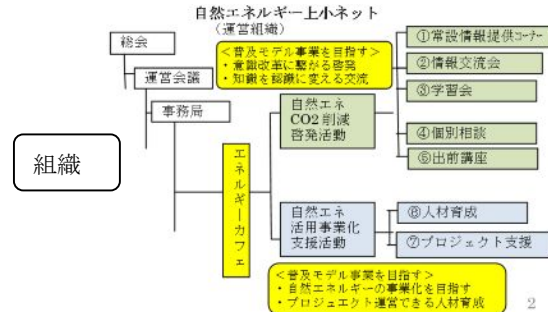 自然エネルギー上小ネット
（運営組織）
総会
運営会議
事務局
組織
＜普及モデル事業を目指す＞
・意識改革に繋がる啓発
・知識を認識に変える交流
エネルギーカフェ
自然エネ
CO2削減
啓発活動
①常設情報提供コーナー
②情報交流会
③学習会
④個別相談
⑤出前講座
自然エネ
活用事業化
支援活動
⑥人材育成
⑦プロジェクト支援
＜普及モデル事業を目指す＞
・自然エネルギーの事業化を目指す
・プロジュエクト運営できる人材育成
2